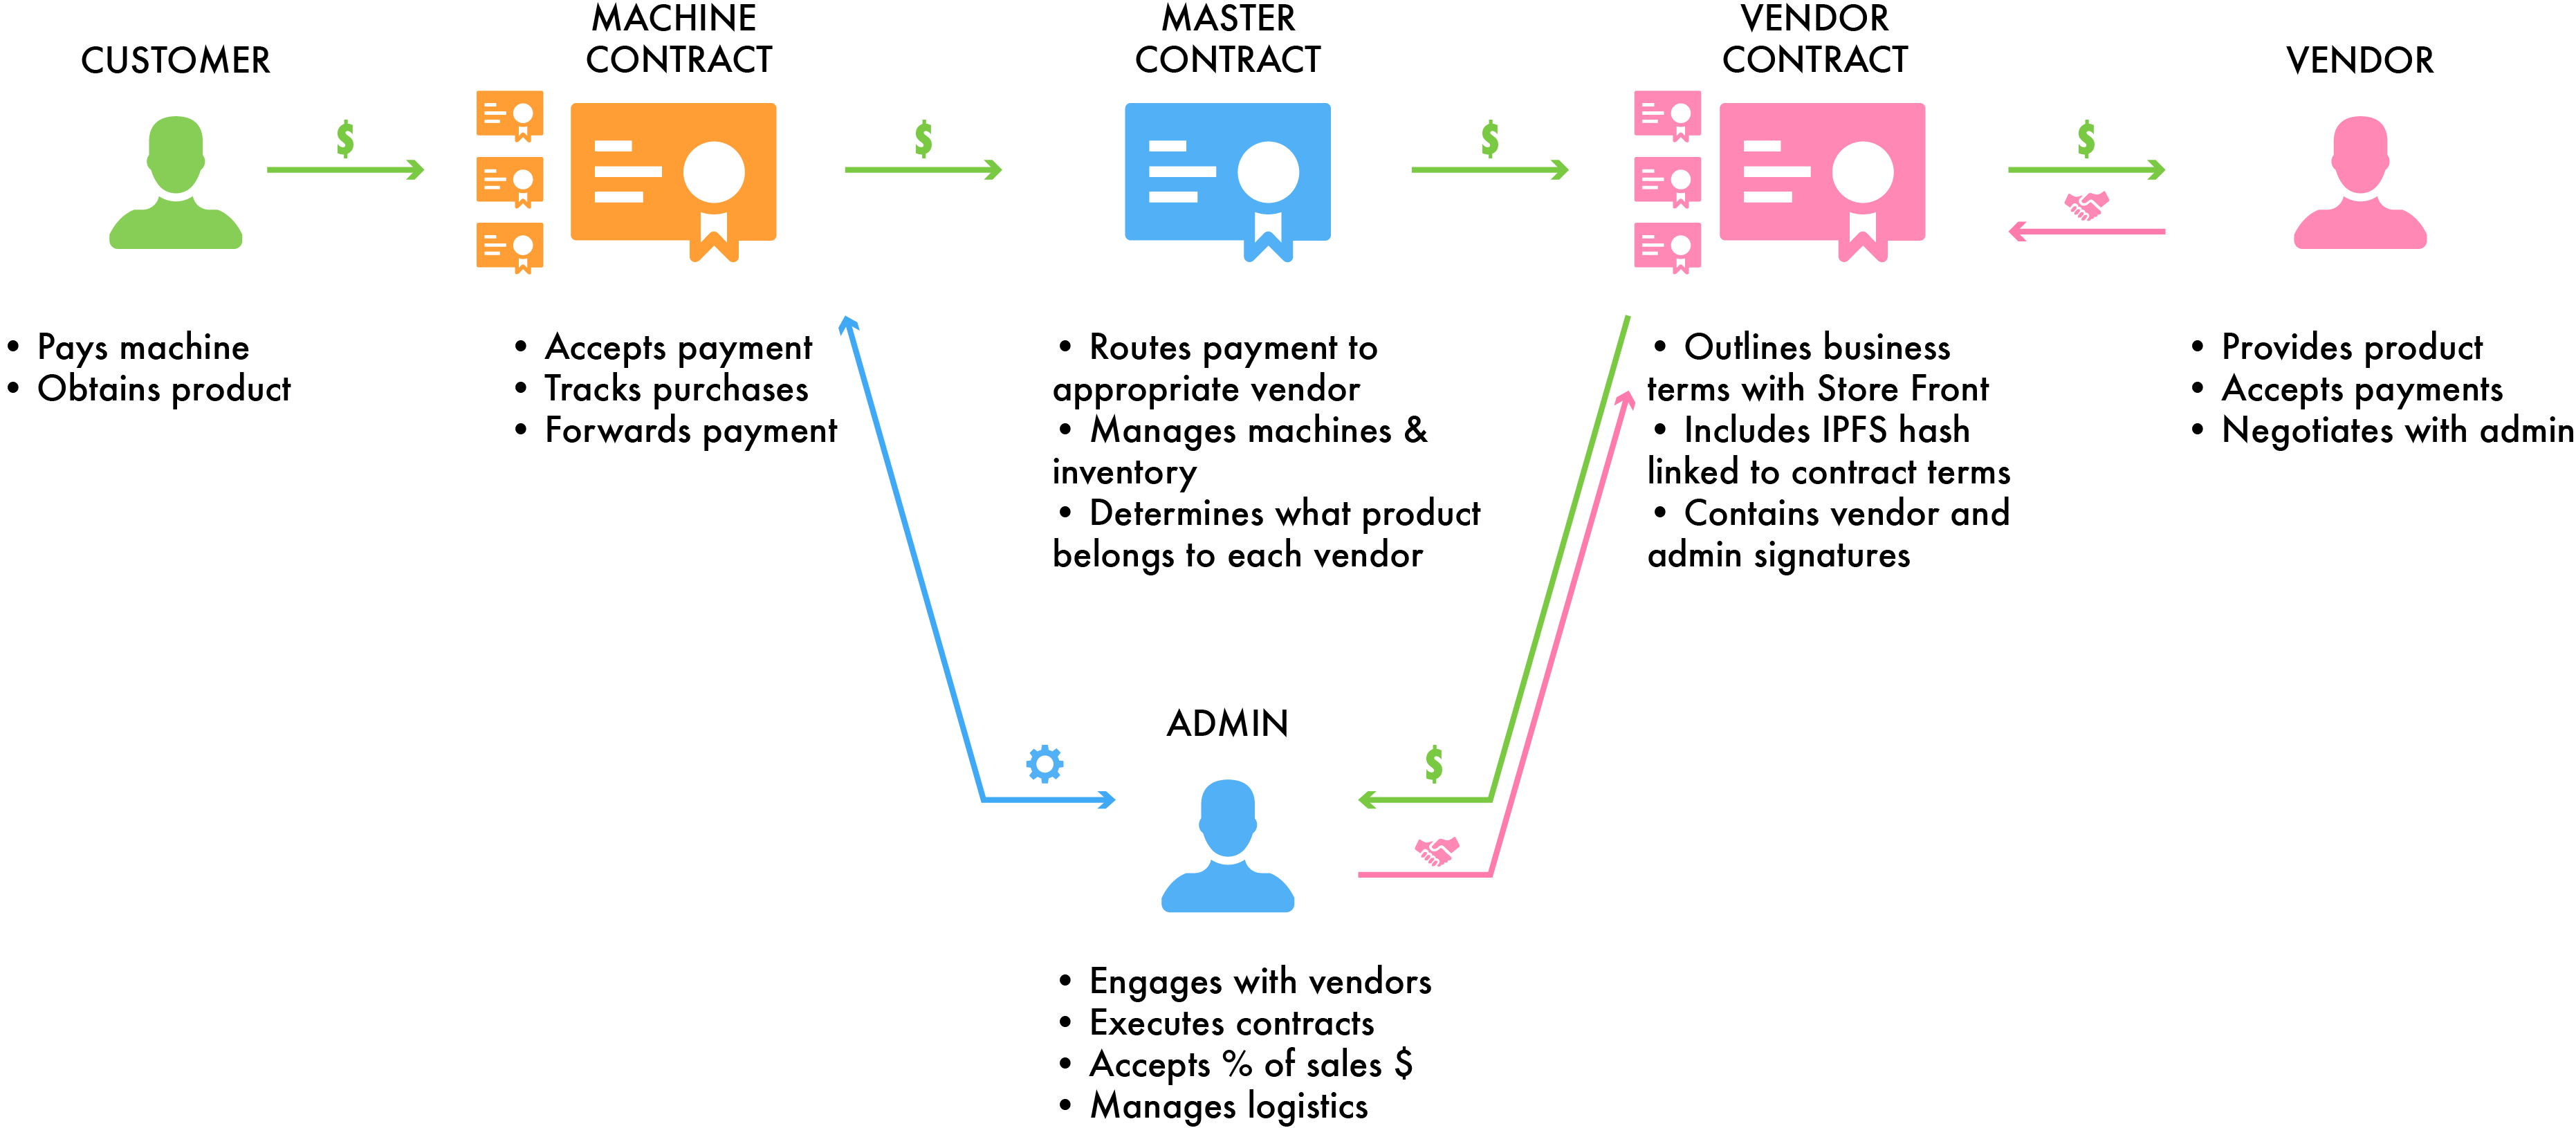 CUSTOMER
MACHINE
CONTRACT
MASTER
CONTRACT
VENDOR
CONTRACT
VENDOR
$
$
$
$
• Pays machine
• Obtains product
• Accepts payment
• Tracks purchases
• Forwards payment
• Routes payment to
appropriate vendor
• Manages machines &
inventory
• Determines what product
belongs to each vendor
• Outlines business
terms with Store Front
• Includes IPFS hash
linked to contract terms
• Contains vendor and
admin signatures
• Provides product
• Accepts payments
• Negotiates with admin
ADMIN
$
• Engages with vendors
• Executes contracts
• Accepts % of sales $
• Manages logistics